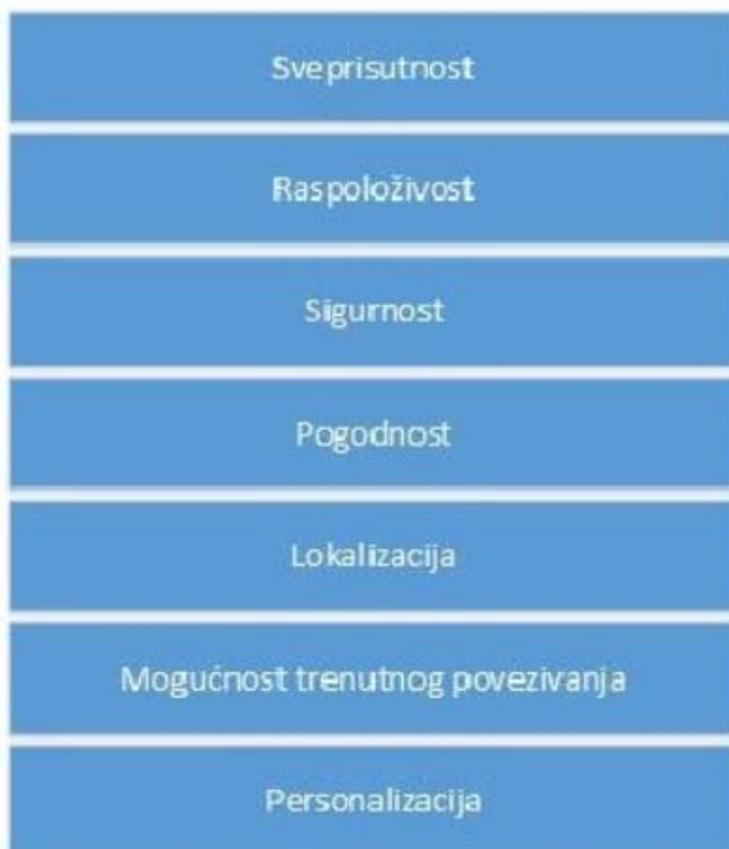 Sveprisutnost
Raspoloživost
Sigurnost
Pogodnost
Lokalizacija
Mogućnost trenutnog povezivanja
Personalizacija